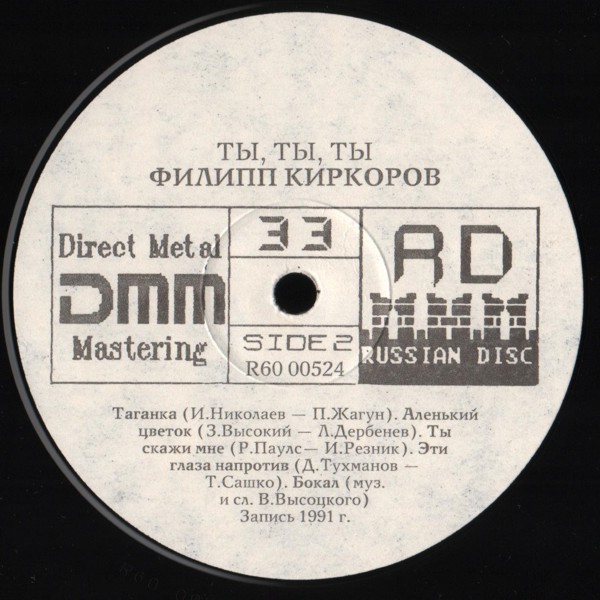 ТЫ, ТЫ, ТЫ
ФИЛИПП КИРКОРОВ
Direct Metal
DMM
Mastering
33
SIDE 2
R60 00524
RD
RUSSIAN DISC
Таганка (И.Николаев — П.Жагун). Аленький
цветок (З.Высокий — Л.Дербенев). Ты
скажи мне (Р.Паулс— И.Резник). Эти
глаза напротив (Д.Тухманов —
Т.Сашко). Бокал (муз.
и сл. В.Высоцкого)
Запись 1991 г.